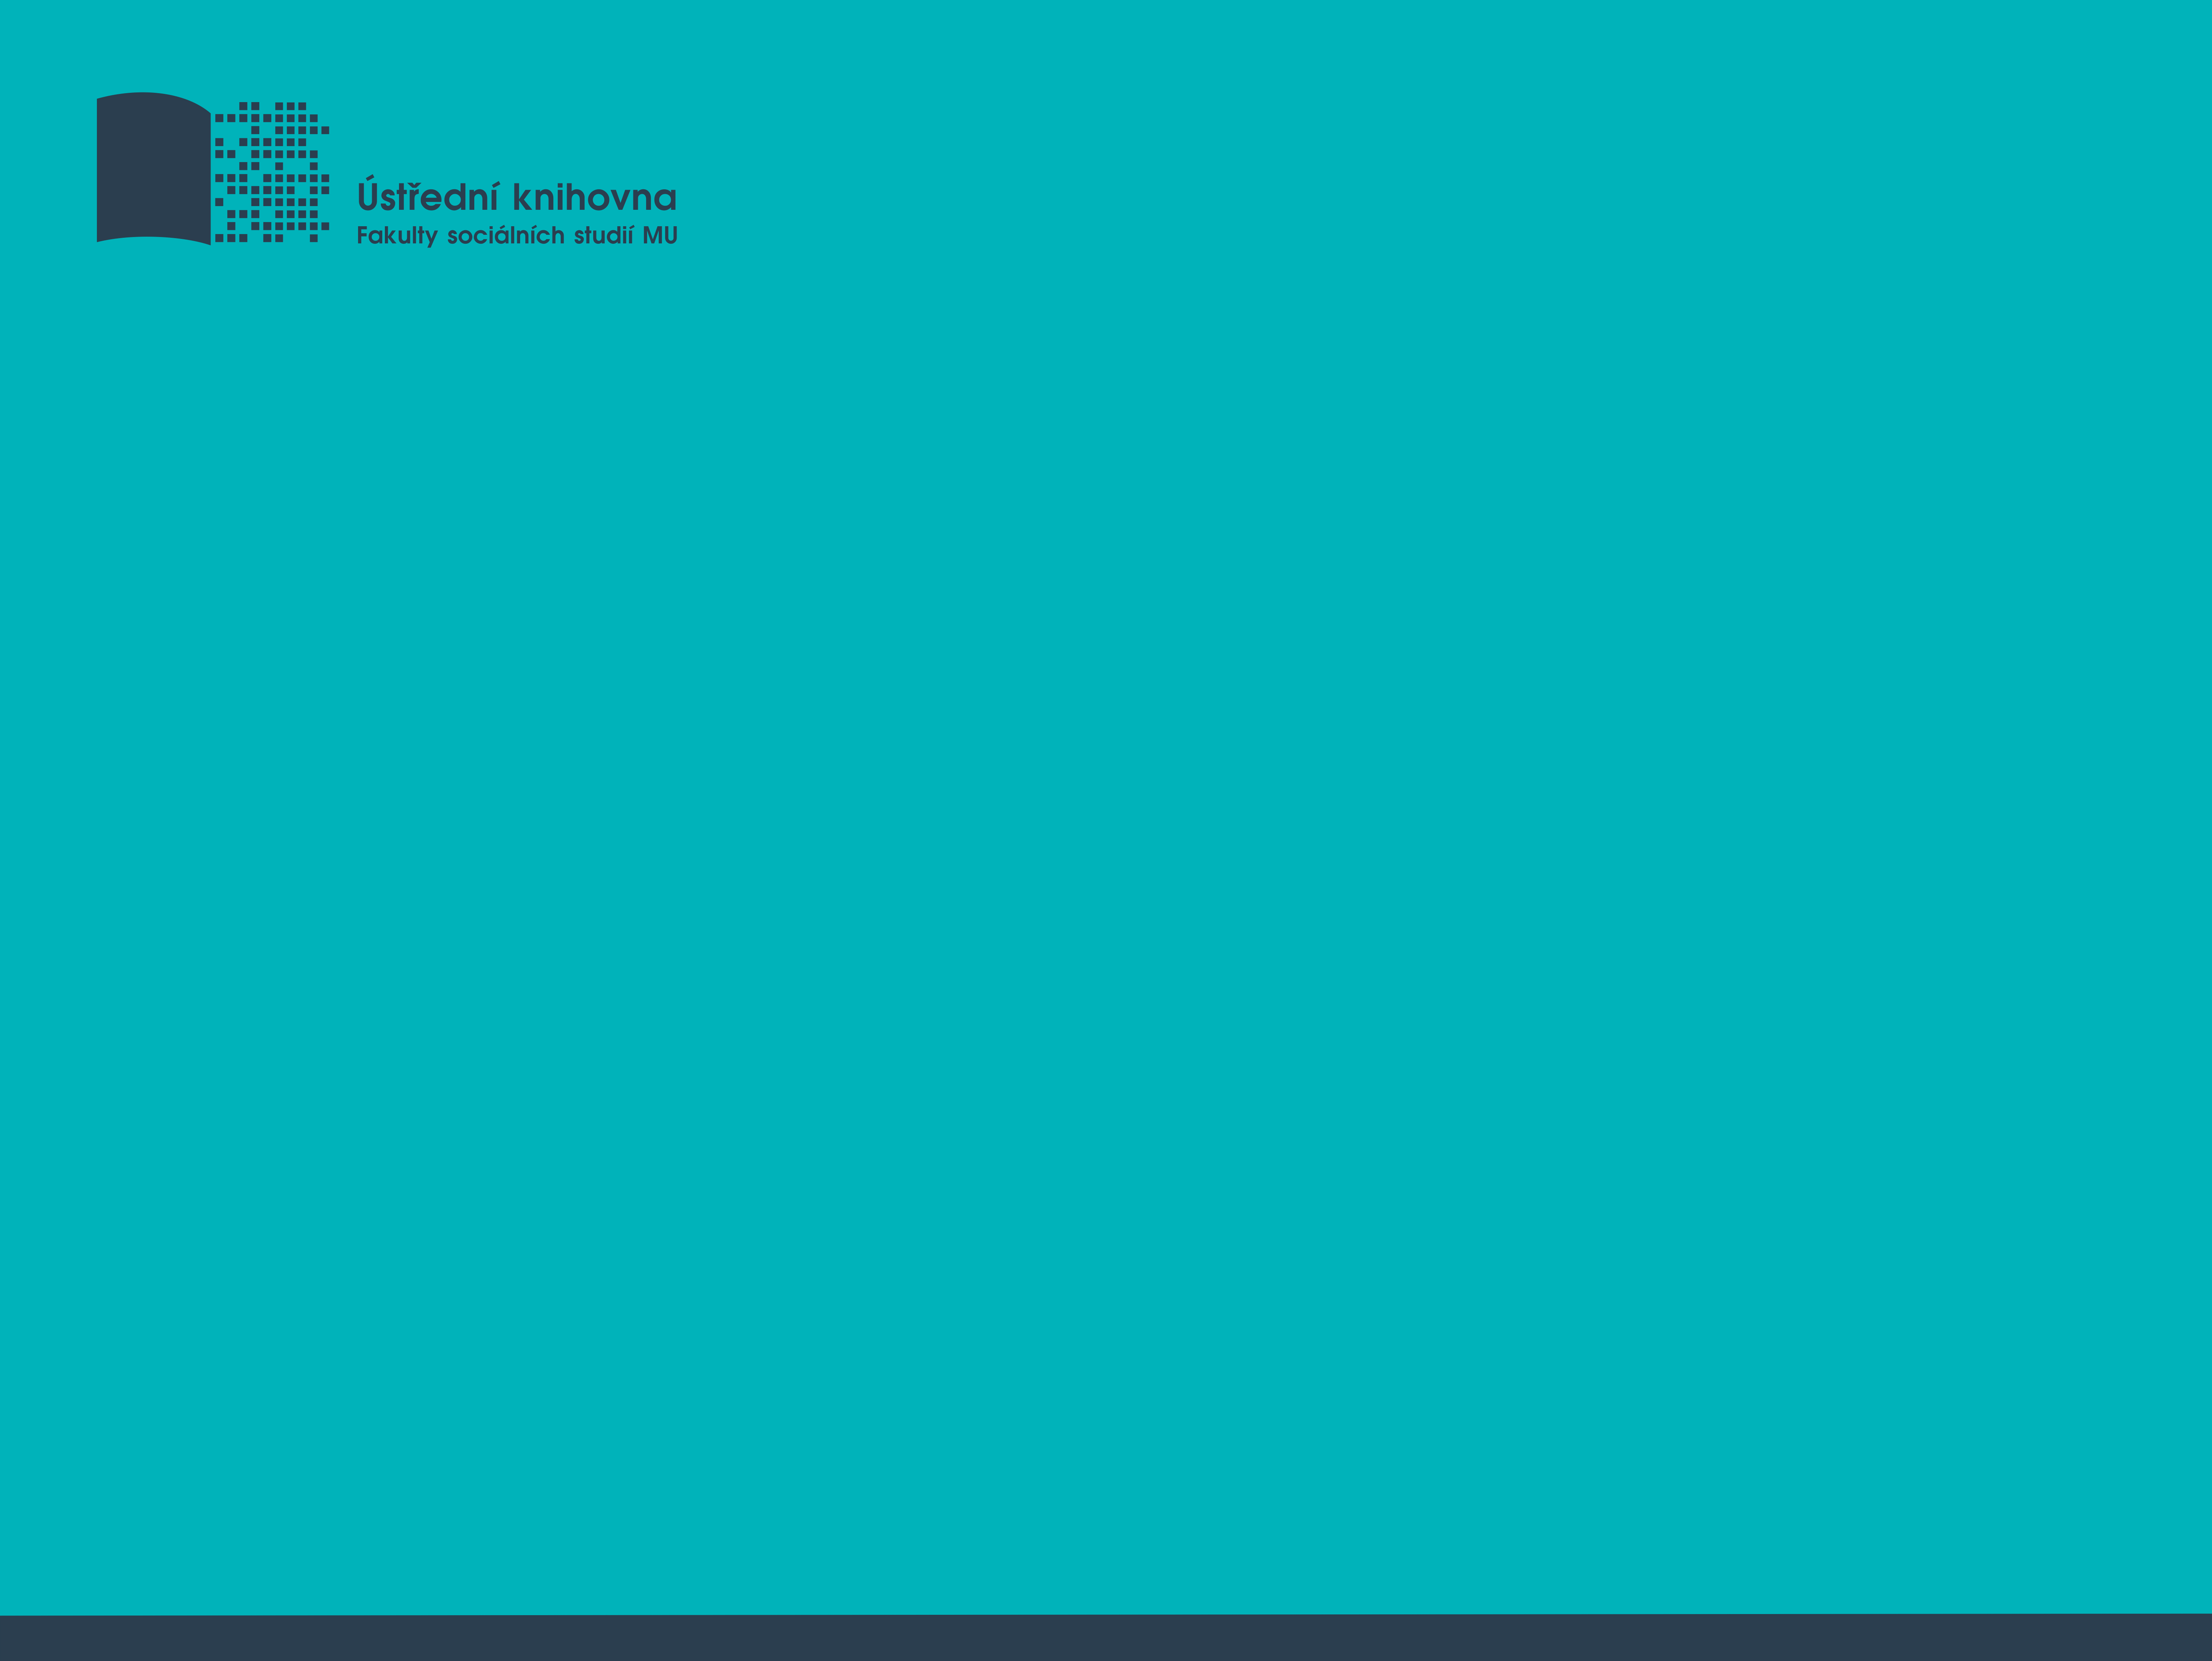 Ústřední knihovna
Fakulty sociálních studií MU